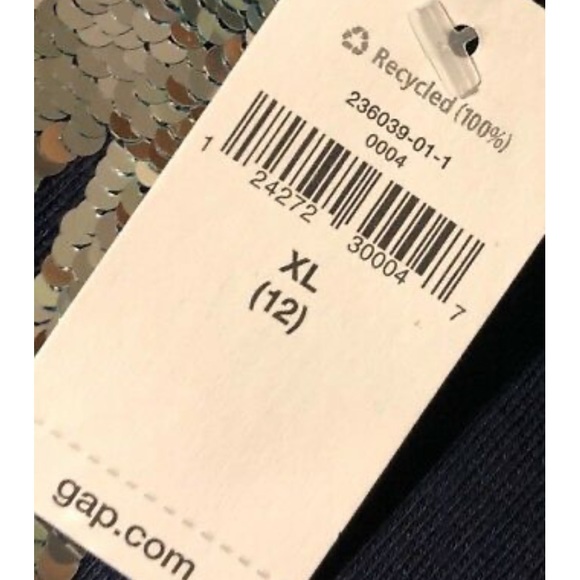 Recycled (100%)
236039-01-1
0004
1 24272 30004 7
XL
(12)
gap.com